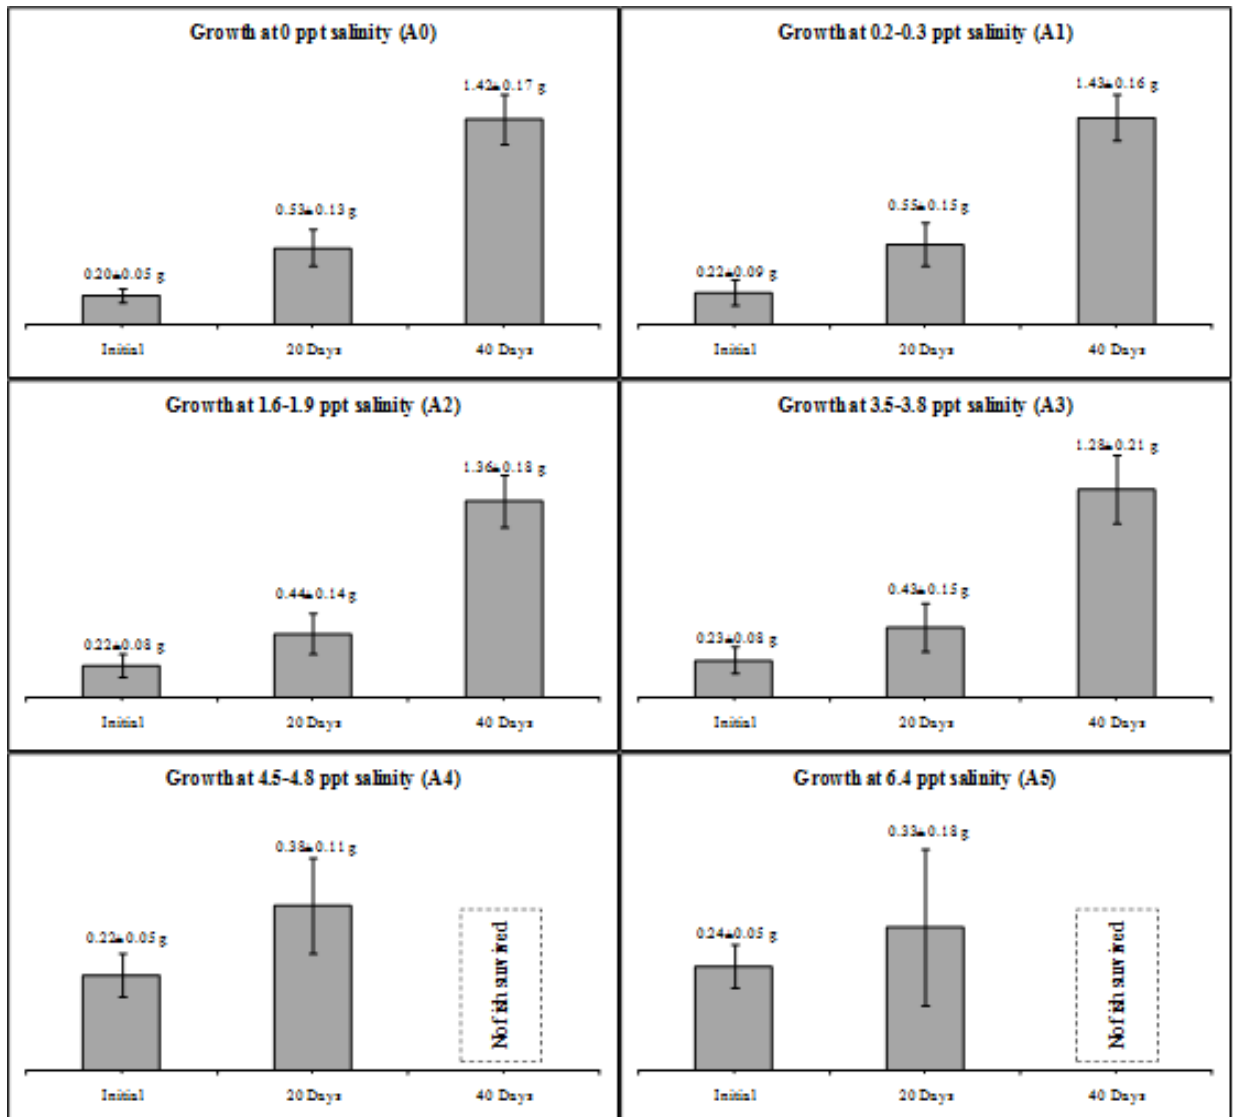 Growth at 0 ppt salinity (A0)
1.42±0.17 g
0.53±0.13 g
0.20±0.05 g
Initial 20 Days 40 Days
Growth at 0.2-0.3 ppt salinity (A1)
1.43±0.16 g
0.55±0.15 g
0.22±0.09 g
Initial 20 Days 40 Days
Growth at 1.6-1.9 ppt salinity (A2)
1.36±0.18 g
0.44±0.14 g
0.22±0.08 g
Initial 20 Days 40 Days
Growth at 3.5-3.8 ppt salinity (A3)
1.28±0.21 g
0.43±0.15 g
0.23±0.08 g
Initial 20 Days 40 Days
Growth at 4.5-4.8 ppt salinity (A4)
0.38±0.11 g
0.22±0.05 g
No fish survived
Initial 20 Days 40 Days
Growth at 6.4 ppt salinity (A5)
0.33±0.18 g
0.24±0.05 g
No fish survived
Initial 20 Days 40 Days